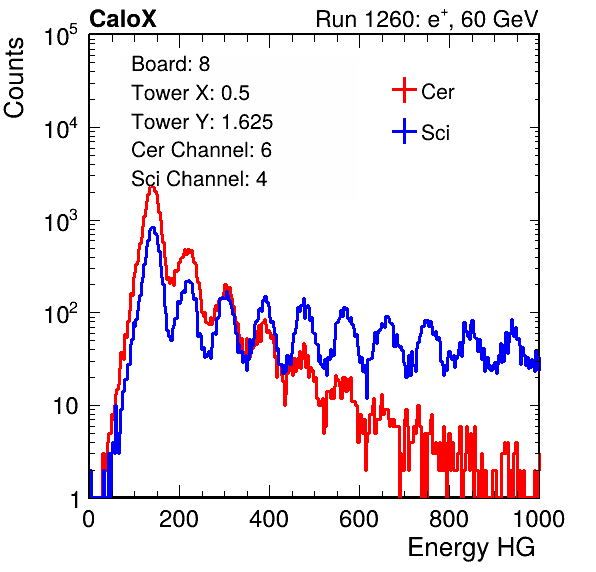 CaloX Run 1260: e⁺, 60 GeV
Counts
Board: 8
Tower X: 0.5
Tower Y: 1.625
Cer Channel: 6
Sci Channel: 4
Cer
Sci
10⁵
10⁴
10³
10²
10
1
0 200 400 600 800 1000
Energy HG